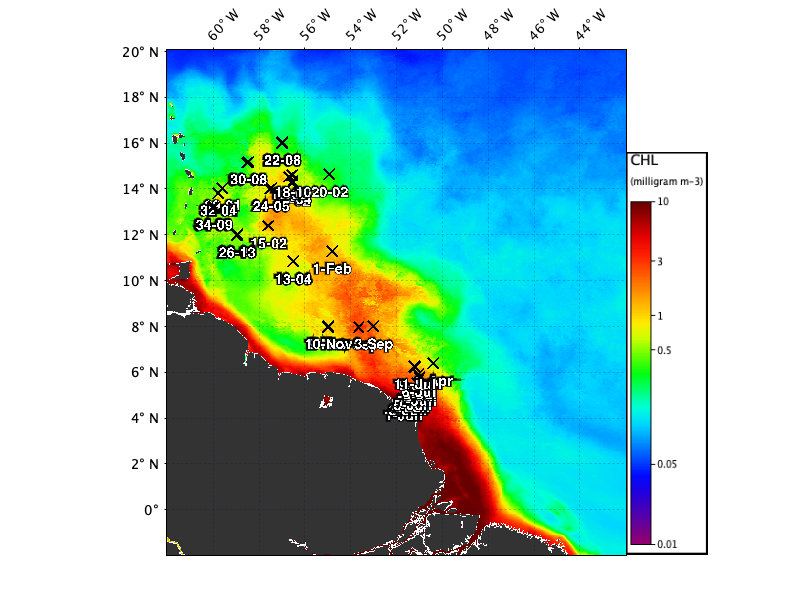 60° W 58° W 56° W 54° W 52° W 50° W 48° W 46° W 44° W
20° N
18° N
16° N
14° N
12° N
10° N
8° N
6° N
4° N
2° N
0°
22-08
30-08
18-10
20-02
24-05
32-04
34-09
15-02
26-13
1-Feb
13-04
10-Nov
3-Sep
11-Jul
CHL
(milligram m-3)
10
3
1
0.5
0.05
0.01